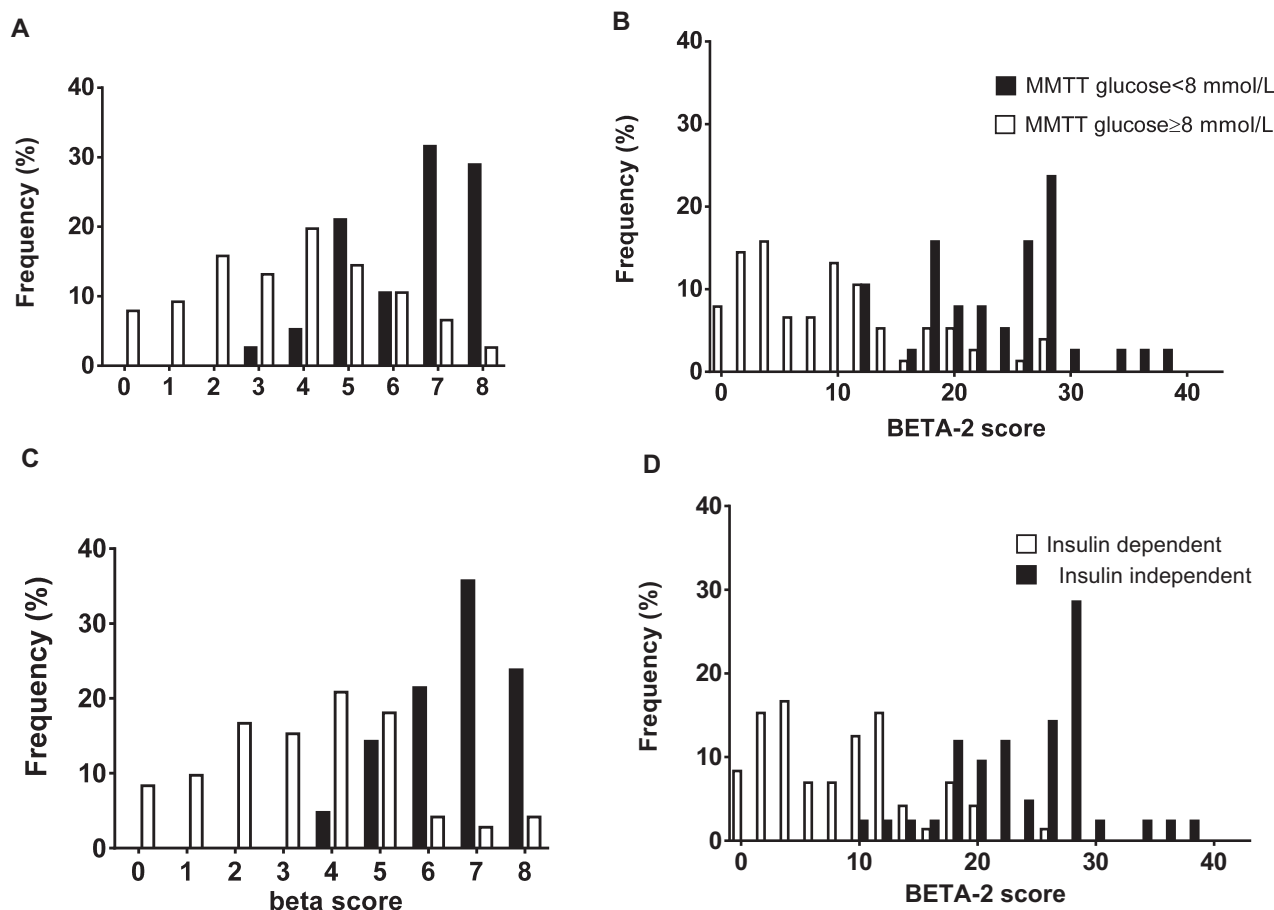 A
Frequency (%)
40
30
20
10
0
0 1 2 3 4 5 6 7 8
B
Frequency (%)
40
30
20
10
0
0 10 20 30 40
BETA-2 score
MMTT glucose<8 mmol/L
MMTT glucose≥8 mmol/L
C
Frequency (%)
40
30
20
10
0
0 1 2 3 4 5 6 7 8
beta score
D
Frequency (%)
40
30
20
10
0
0 10 20 30 40
BETA-2 score
Insulin dependent
Insulin independent